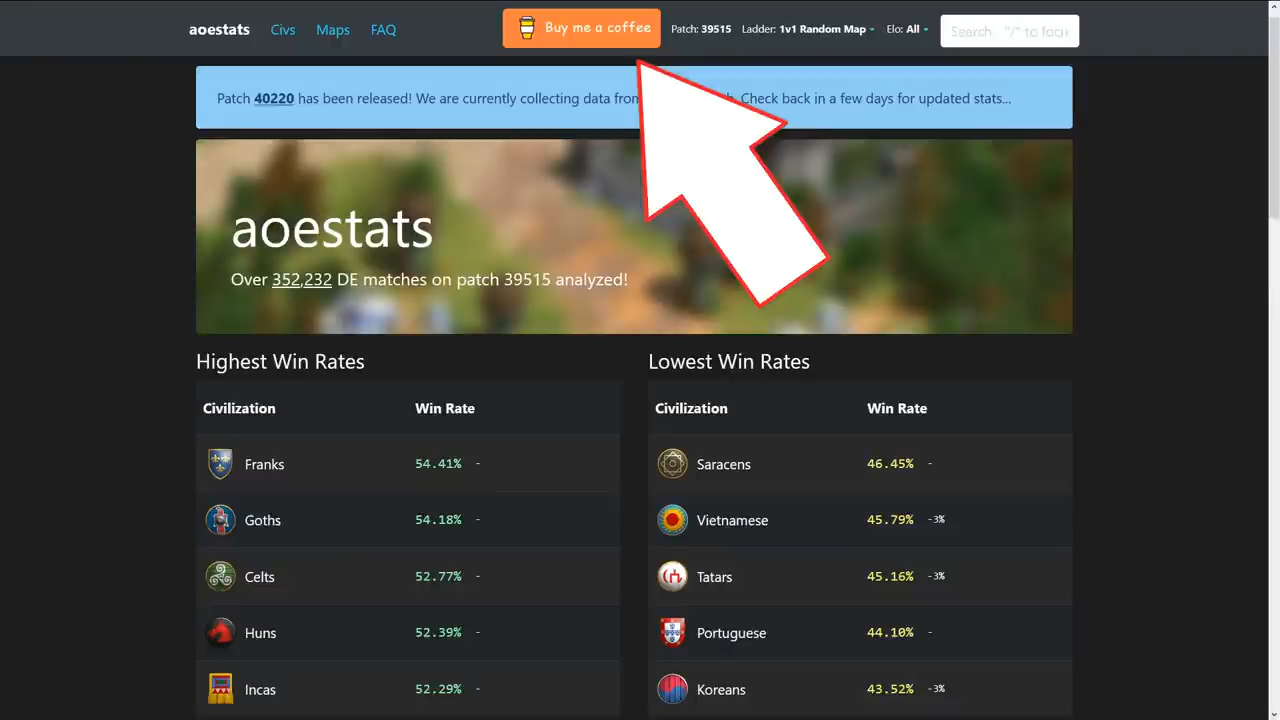 aoestats Civs Maps FAQ Buy me a coffee Patch: 39515 Ladder: 1v1 Random Map Elo: All Search... "/" to focu
Patch 40220 has been released! We are currently collecting data from Check back in a few days for updated stats...
aoestats
Over 352,232 DE matches on patch 39515 analyzed!
Highest Win Rates
Civilization Win Rate
Franks 54.41% -
Goths 54.18% -
Celts 52.77% -
Huns 52.39% -
Incas 52.29% -
Lowest Win Rates
Civilization Win Rate
Saracens 46.45% -
Vietnamese 45.79% -3%
Tatars 45.16% -3%
Portuguese 44.10% -
Koreans 43.52% -3%